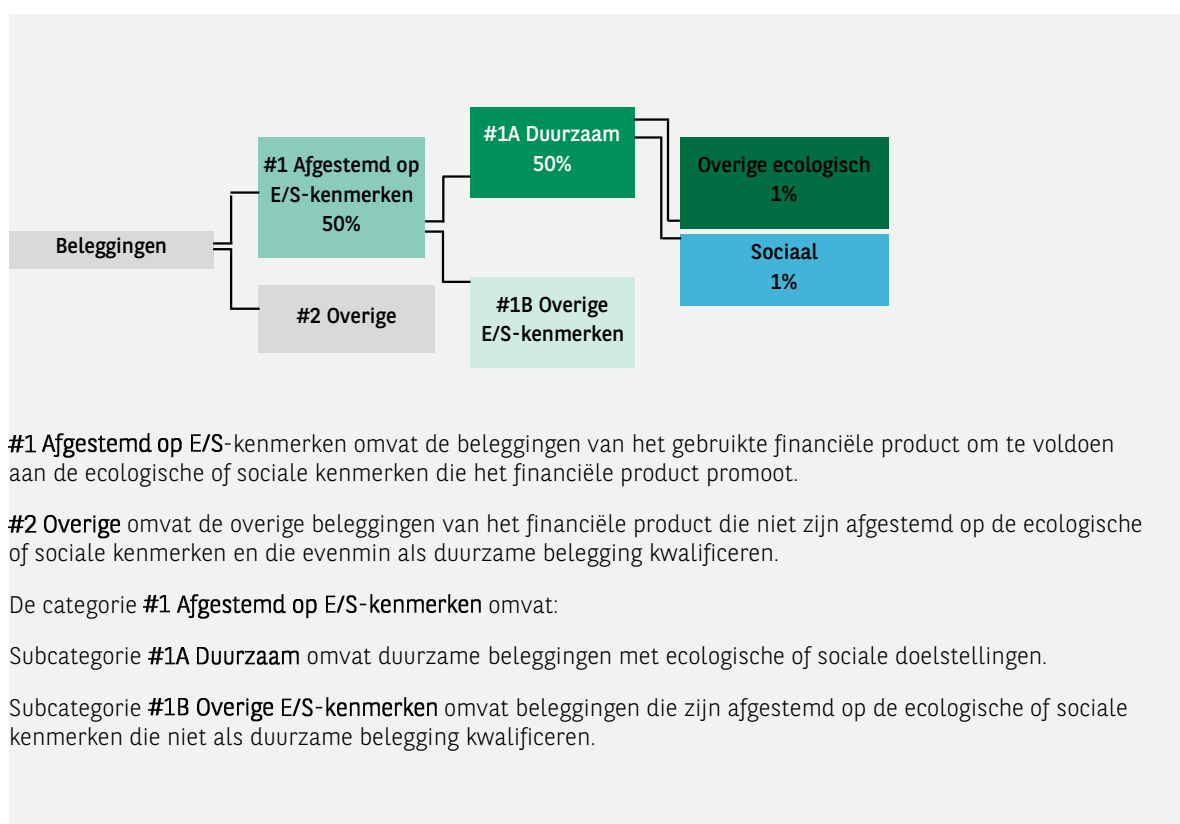 #1A Duurzaam
50%
#1 Afgestemd op
E/S-kenmerken
50%
Overige ecologisch
1%
Beleggingen
Sociaal
1%
#2 Overige
#1B Overige
E/S-kenmerken
#1 Afgestemd op E/S-kenmerken omvat de beleggingen van het gebruikte financiële product om te voldoen
aan de ecologische of sociale kenmerken die het financiële product promoot.
#2 Overige omvat de overige beleggingen van het financiële product die niet zijn afgestemd op de ecologische
of sociale kenmerken en die evenmin als duurzame belegging kwalificeren.
De categorie #1 Afgestemd op E/S-kenmerken omvat:
Subcategorie #1A Duurzaam omvat duurzame beleggingen met ecologische of sociale doelstellingen.
Subcategorie #1B Overige E/S-kenmerken omvat beleggingen die zijn afgestemd op de ecologische of sociale
kenmerken die niet als duurzame belegging kwalificeren.